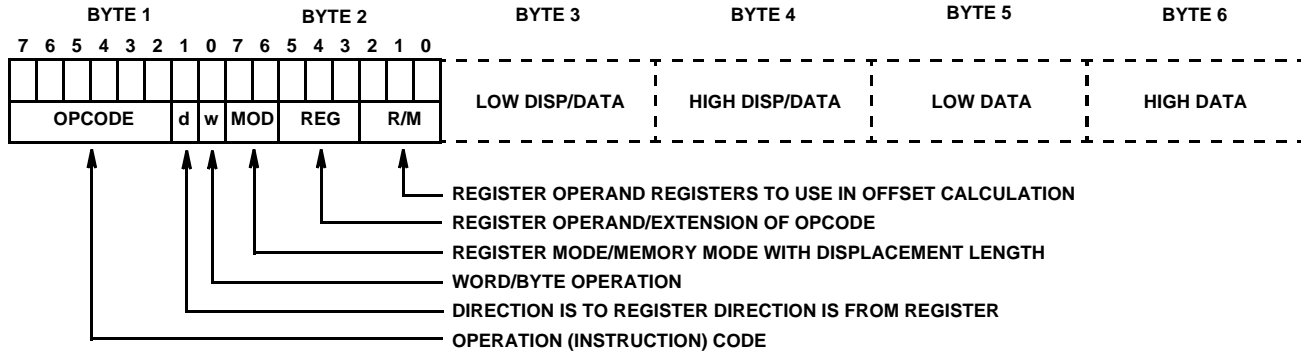 BYTE 1 BYTE 2 BYTE 3 BYTE 4 BYTE 5 BYTE 6
7 6 5 4 3 2 1 0 7 6 5 4 3 2 1 0
OPCODE d w MOD REG R/M LOW DISP/DATA HIGH DISP/DATA LOW DATA HIGH DATA
REGISTER OPERAND REGISTERS TO USE IN OFFSET CALCULATION
REGISTER OPERAND/EXTENSION OF OPCODE
REGISTER MODE/MEMORY MODE WITH DISPLACEMENT LENGTH
WORD/BYTE OPERATION
DIRECTION IS TO REGISTER DIRECTION IS FROM REGISTER
OPERATION (INSTRUCTION) CODE